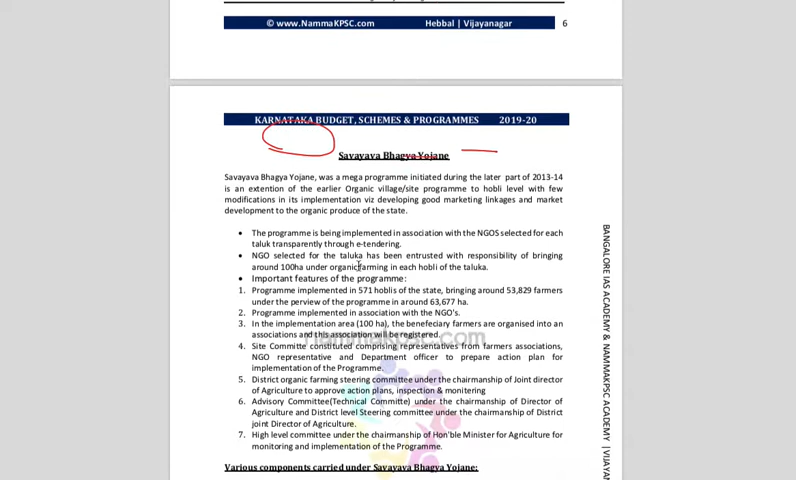 © www.NammaKPSC.com Hebbal | Vijayanagar 6
KARNATAKA BUDGET, SCHEMES & PROGRAMMES 2019-20
Savayava Bhagya Yojane
Savayava Bhagya Yojane, was a mega programme initiated during the later part of 2013-14
is an extention of the earlier Organic village/site programme to hobli level with few
modifications in its implementation viz developing good marketing linkages and market
development to the organic produce of the state.
• The programme is being implemented in association with the NGOS selected for each
taluk transparently through e-tendering.
• NGO selected for the taluka has been entrusted with responsibility of bringing
around 100ha under organic farming in each hobli of the taluka.
• Important features of the programme:
1. Programme implemented in 571 hoblis of the state, bringing around 53,829 farmers
under the perview of the programme in around 63,677 ha.
2. Programme implemented in association with the NGO's.
3. In the implementation area (100 ha), the benefeciary farmers are organised into an
associations and this association will be registered.
4. Site Committe constituted comprising representatives from farmers associations,
NGO representative and Department officer to prepare action plan for
implementation of the Programme.
5. District organic farming steering committee under the chairmanship of Joint director
of Agriculture to approve action plans, inspection & monitering
6. Advisory Committee(Technical Committe) under the chairmanship of Director of
Agriculture and District level Steering committee under the chairmanship of District
joint Director of Agriculture.
7. High level committee under the chairmanship of Hon'ble Minister for Agriculture for
monitoring and implementation of the Programme.
Various components carried under Savayava Bhagya Yojane:
NammaKPSC.com
BANGALORE IAS ACADEMY & NAMMAKPSC ACADEMY | VIJAYAN